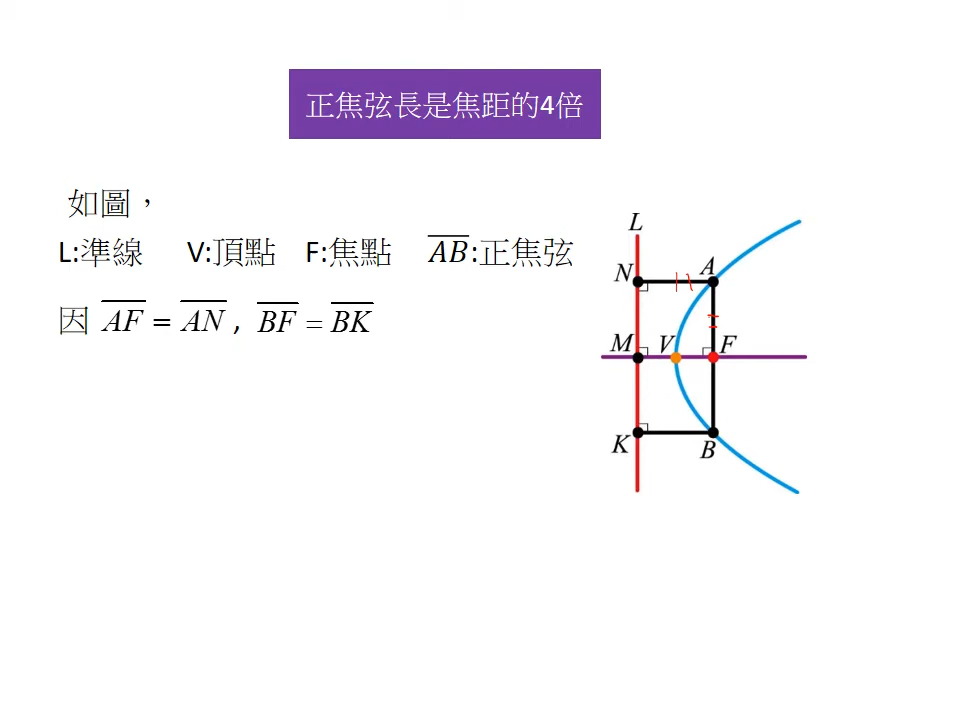 正焦弦長是焦距的4倍
如圖，
L:準線 V:頂點 F:焦點 AB:正焦弦
因 AF = AN , BF = BK
L
N A
M V F
K B